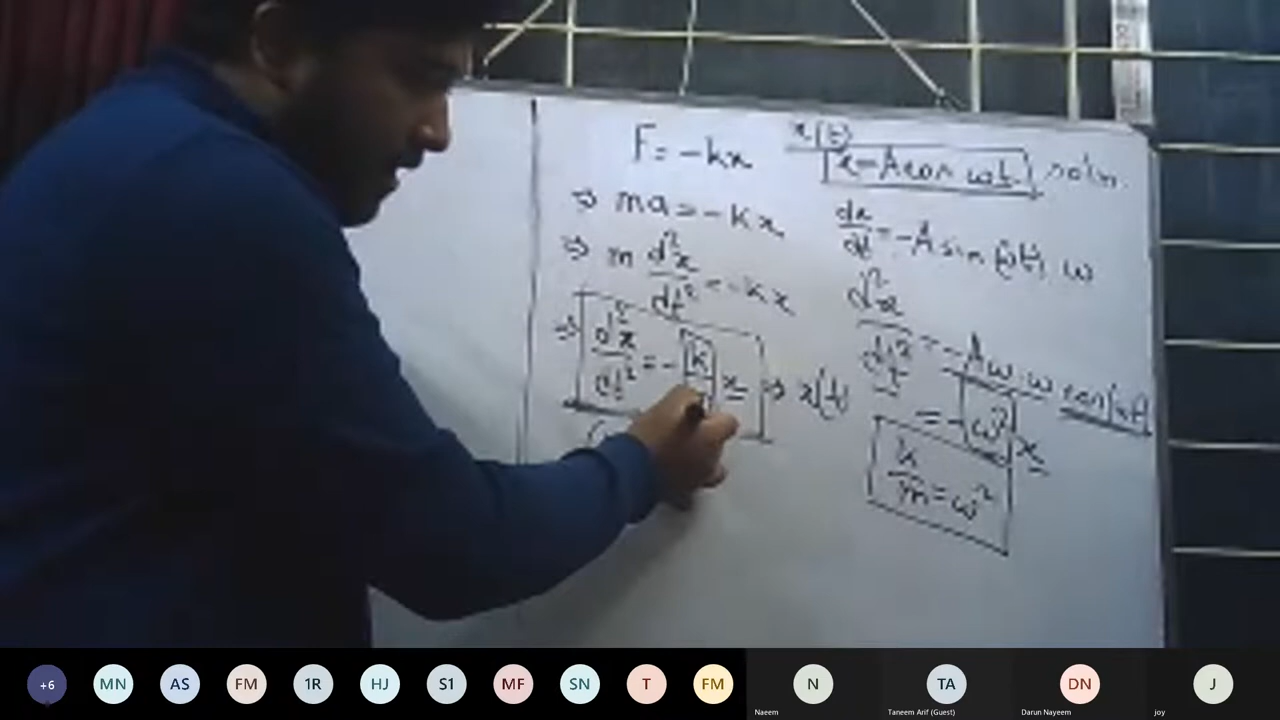 F = -kx
⇒ ma = -kx
⇒ m d²x/dt² = -kx
⇒ d²x/dt² = - k x ⇒ x(t)
x(t)
x = A cos ωt soln
dx/dt = -A sin (ωt). ω
d²x/dt² = -Aω.ω cos(ωt)
= -ω² x
k/m = ω²
+6 MN AS FM 1R HJ S1 MF SN T FM N TA DN J
Naeem Taneem Arif (Guest) Darun Nayeem joy